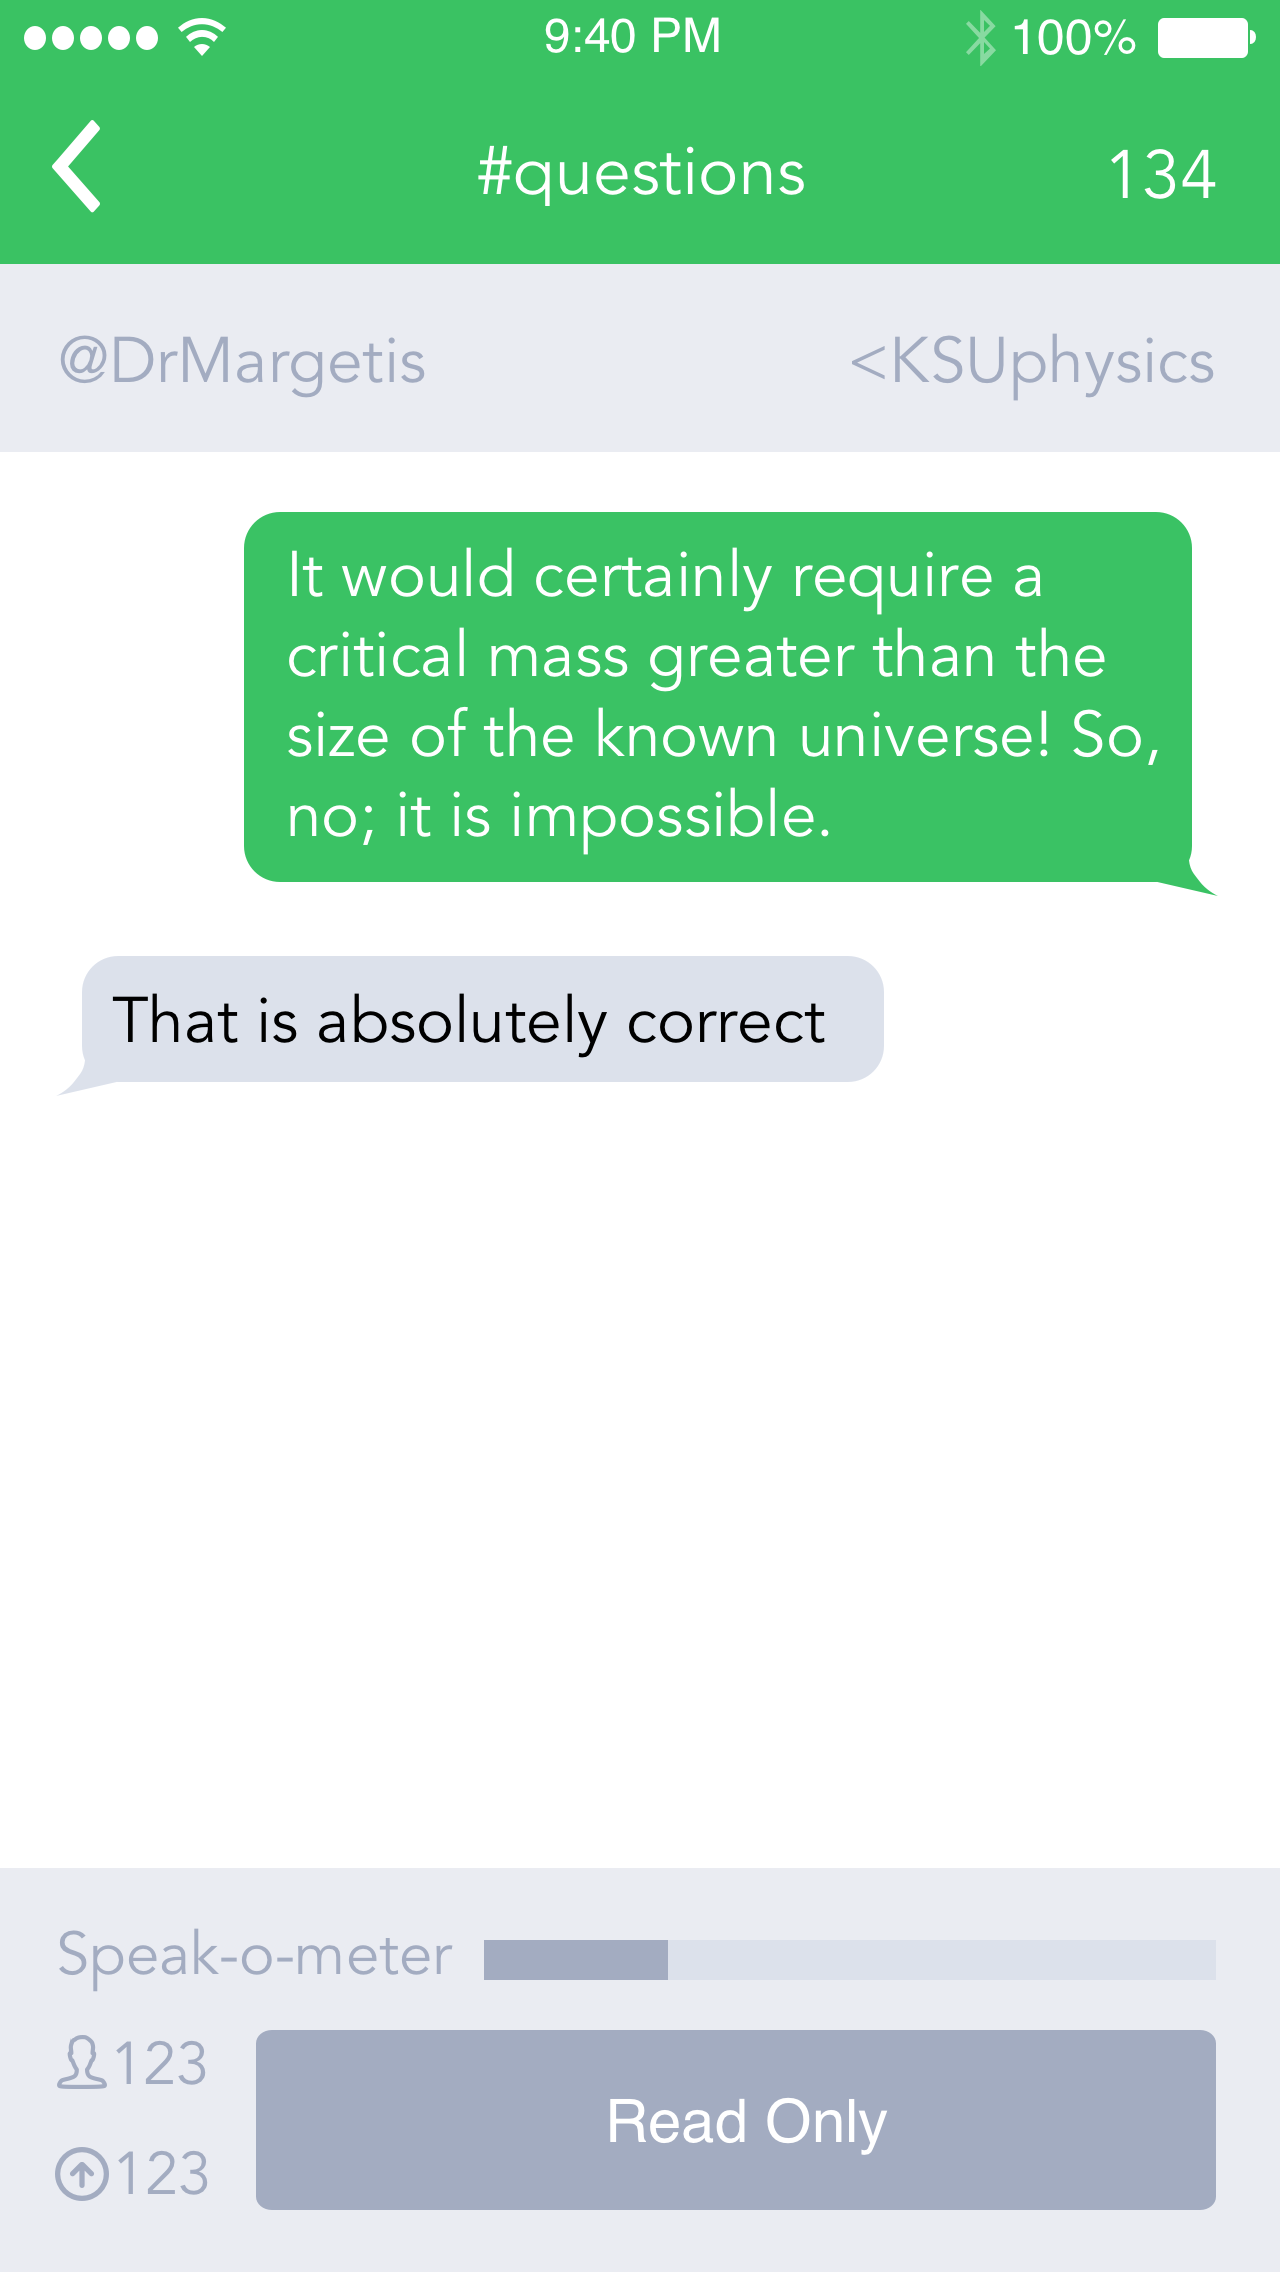 9:40 PM 100%
#questions 134
@DrMargetis <KSUphysics
It would certainly require a
critical mass greater than the
size of the known universe! So,
no; it is impossible.
That is absolutely correct
Speak-o-meter
123
Read Only
123